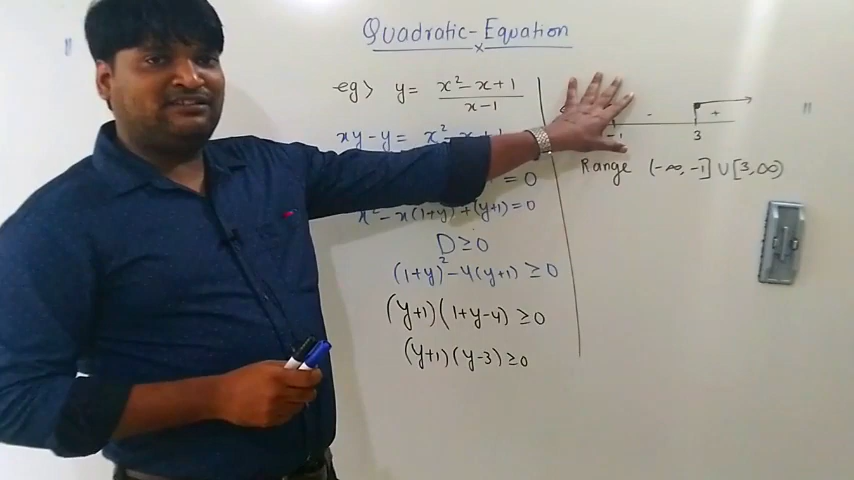 Quadratic-Equation
x
eg> y = x²-x+1 / x-1
xy-y = x²-x+1
= 0
x²-x(1+y)+(y+1)=0
D≥0
(1+y)²-4(y+1) ≥0
(y+1)(1+y-4) ≥0
(y+1)(y-3) ≥0
- +
-1 3
Range (-∞,-1]∪[3,∞)